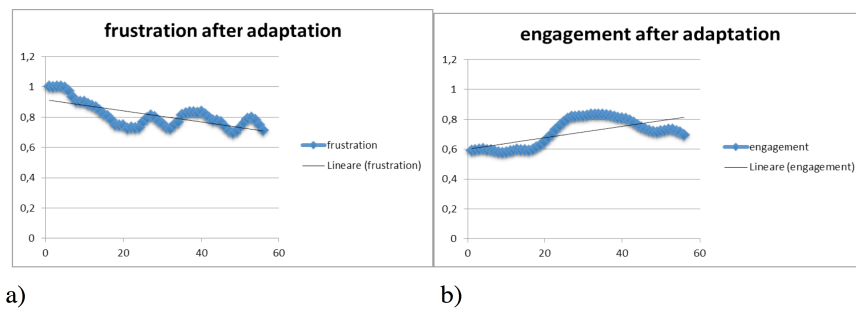 frustration after adaptation
1,2
1
0,8
0,6
0,4
0,2
0
0
20
40
60
frustration
Lineare (frustration)
engagement after adaptation
1,2
1
0,8
0,6
0,4
0,2
0
0
20
40
60
engagement
Lineare (engagement)
a)
b)